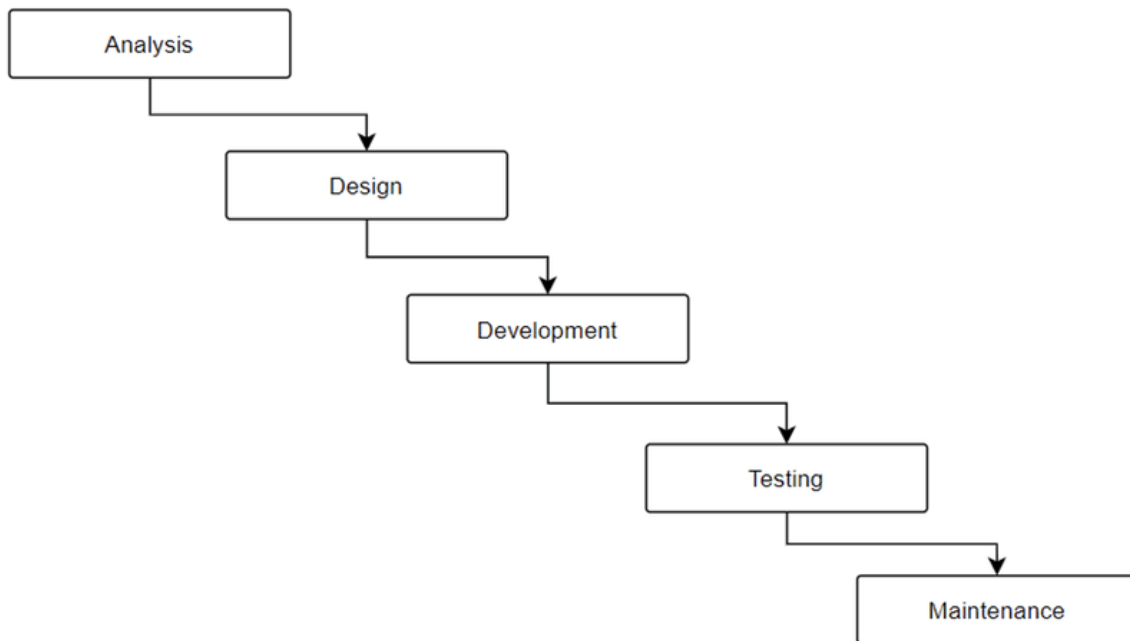 Analysis
Design
Development
Testing
Maintenance